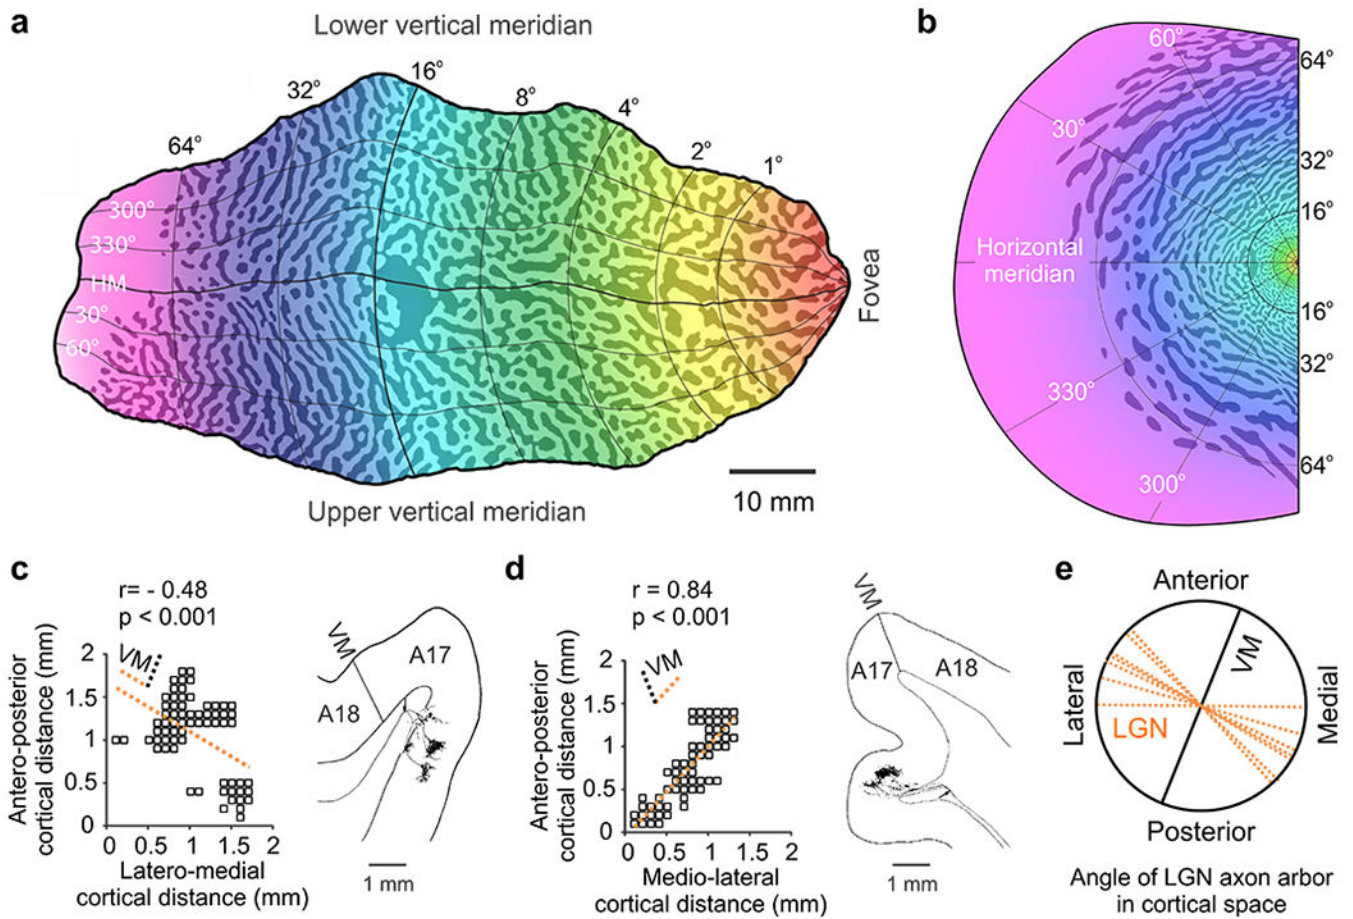 a
Lower vertical meridian
64°
32°
16°
8°
4°
2°
1°
300°
330°
HM
30°
60°
Fovea
Upper vertical meridian
10 mm
b
60°
30°
Horizontal
meridian
330°
300°
64°
32°
16°
16°
32°
64°
c
r= - 0.48
p < 0.001
VM
Antero-posterior
cortical distance (mm)
2
1.5
1
0.5
0
0 0.5 1 1.5 2
Latero-medial
cortical distance (mm)
VM
A17
A18
1 mm
d
r = 0.84
p < 0.001
VM
Antero-posterior
cortical distance (mm)
2
1.5
1
0.5
0
0 0.5 1 1.5 2
Medio-lateral
cortical distance (mm)
VM
A17
A18
1 mm
e
Anterior
Lateral
LGN
VM
Medial
Posterior
Angle of LGN axon arbor
in cortical space